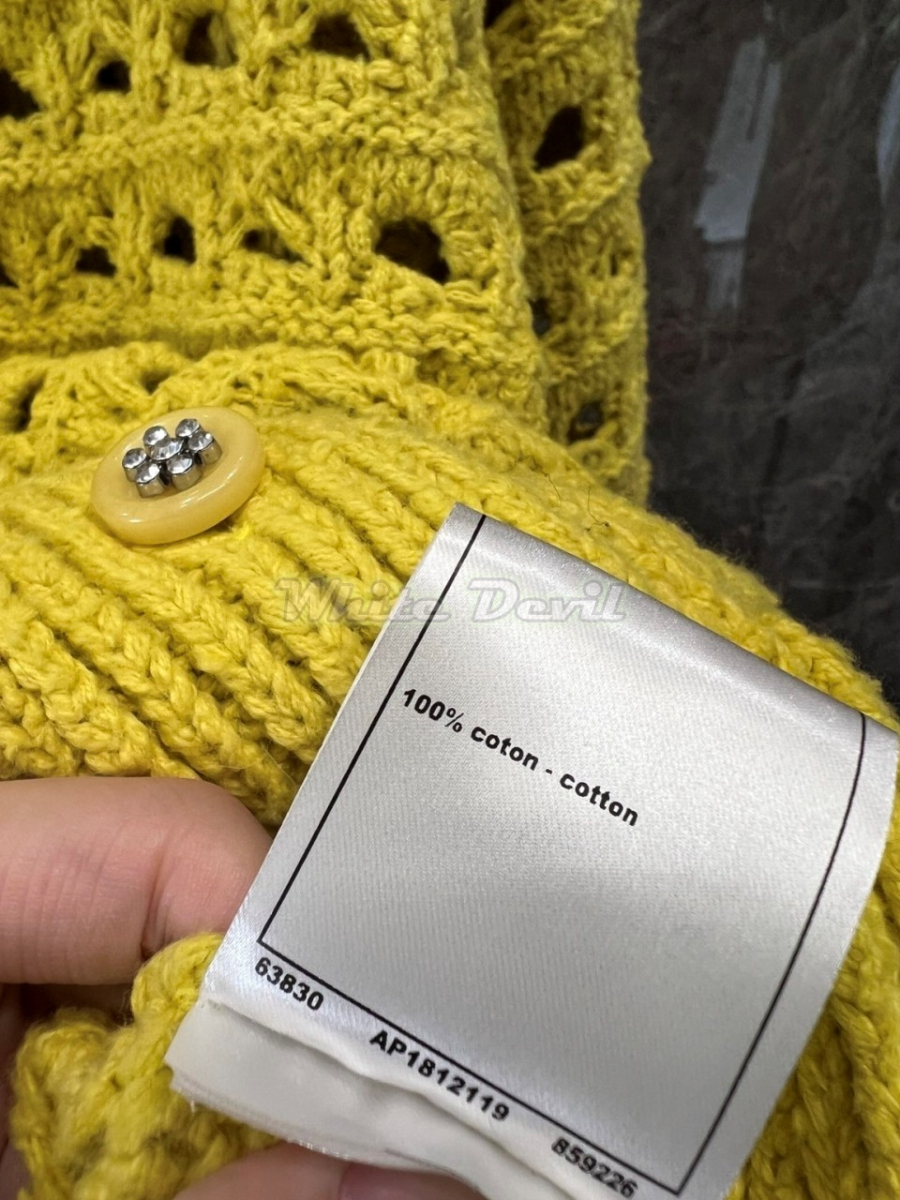 White Devil
100% coton - cotton
63830 AP1812119 859226